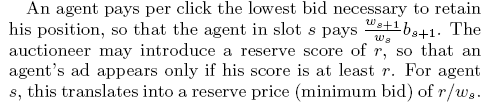 An agent pays per click the lowest bid necessary to retain
his position, so that the agent in slot s pays \frac{w_{s+1}}{w_s} b_{s+1}. The
auctioneer may introduce a reserve score of r, so that an
agent's ad appears only if his score is at least r. For agent
s, this translates into a reserve price (minimum bid) of r/w_s.